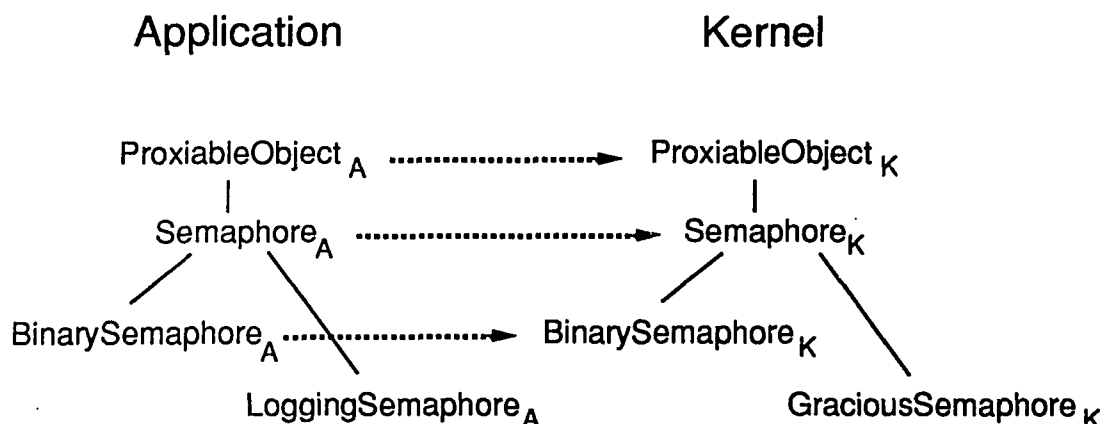 Application Kernel
ProxiableObject A ProxiableObject K
Semaphore A Semaphore K
BinarySemaphore A BinarySemaphore K
LoggingSemaphore A GraciousSemaphore K